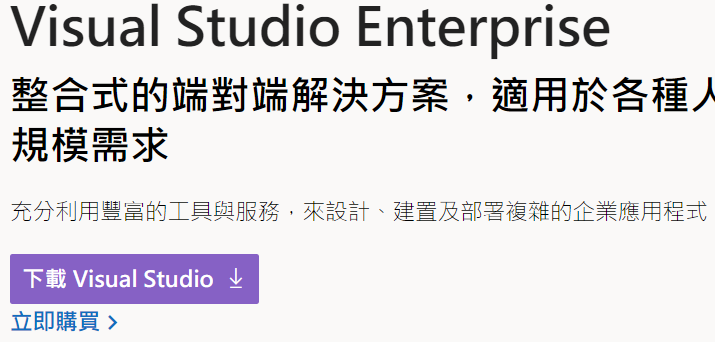 Visual Studio Enterprise
整合式的端對端解決方案，適用於各種人
規模需求
充分利用豐富的工具與服務，來設計、建置及部署複雜的企業應用程式
下載 Visual Studio
立即購買